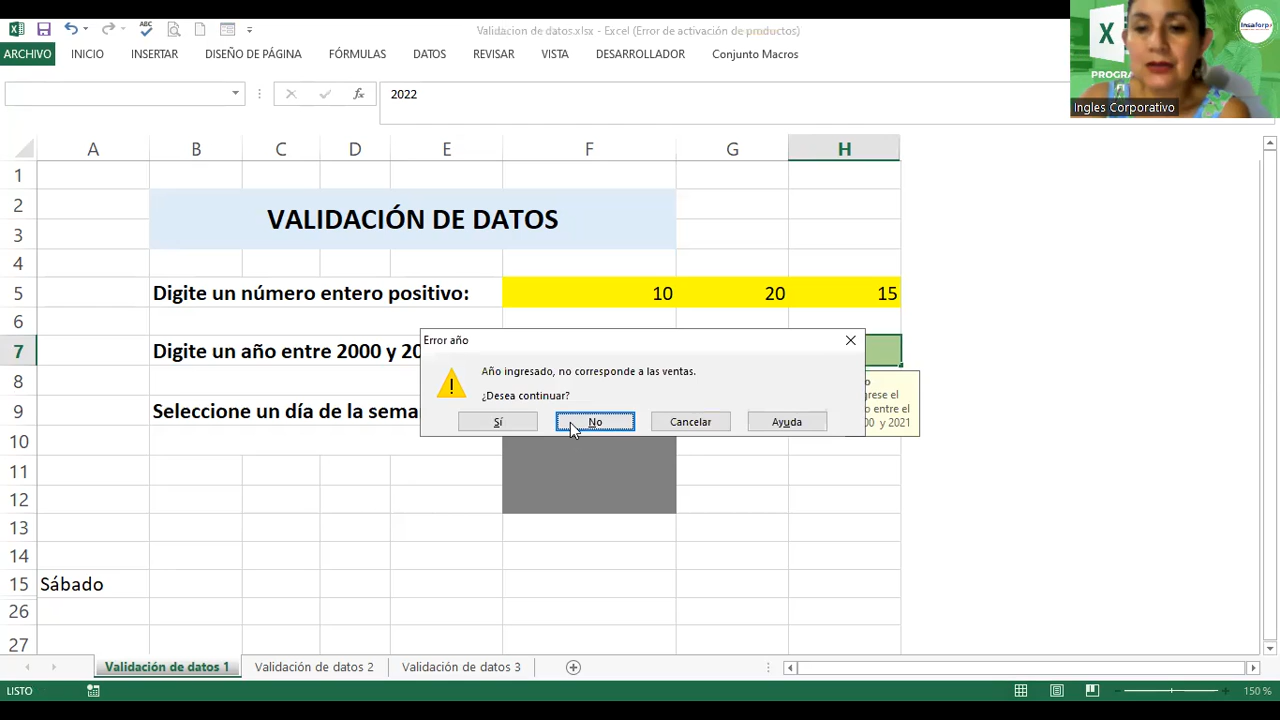 Validacion de datos.xlsx - Excel (Error de activación de productos)
ARCHIVO INICIO INSERTAR DISEÑO DE PÁGINA FÓRMULAS DATOS REVISAR VISTA DESARROLLADOR Conjunto Macros
X
PROGRA
Ingles Corporativo
fx 2022
A B C D E F G H
1
2
VALIDACIÓN DE DATOS
3
4
5 Digite un número entero positivo: 10 20 15
6
Error año
7 Digite un año entre 2000 y 20
Año ingresado, no corresponde a las ventas.
¿Desea continuar?
Sí No Cancelar Ayuda
o
grese el
o entre el
00 y 2021
8
9 Seleccione un día de la sema
10
11
12
13
14
15 Sábado
26
27
Validación de datos 1 Validación de datos 2 Validación de datos 3
LISTO 150 %